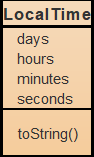 LocalTime
days
hours
minutes
seconds
toString()